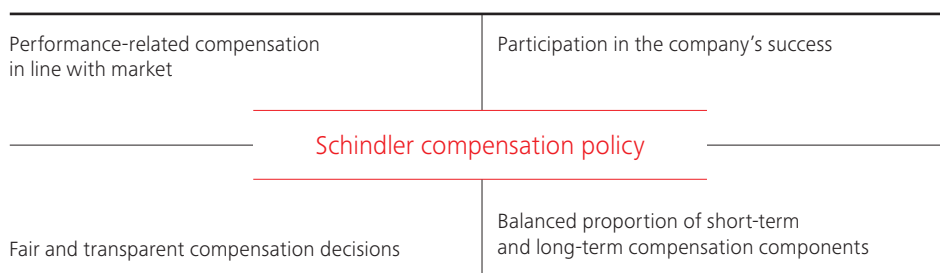 Performance-related compensation
in line with market
Participation in the company’s success
Schindler compensation policy
Fair and transparent compensation decisions
Balanced proportion of short-term
and long-term compensation components